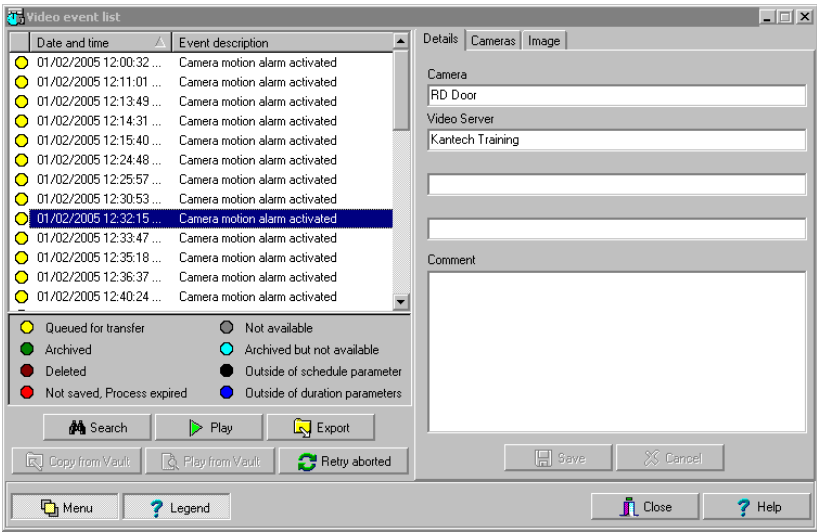 Video event list
Date and time Event description
01/02/2005 12:00:32 ... Camera motion alarm activated
01/02/2005 12:11:01 ... Camera motion alarm activated
01/02/2005 12:13:49 ... Camera motion alarm activated
01/02/2005 12:14:31 ... Camera motion alarm activated
01/02/2005 12:15:40 ... Camera motion alarm activated
01/02/2005 12:24:48 ... Camera motion alarm activated
01/02/2005 12:25:57 ... Camera motion alarm activated
01/02/2005 12:30:53 ... Camera motion alarm activated
01/02/2005 12:32:15 ... Camera motion alarm activated
01/02/2005 12:33:47 ... Camera motion alarm activated
01/02/2005 12:35:18 ... Camera motion alarm activated
01/02/2005 12:36:37 ... Camera motion alarm activated
01/02/2005 12:40:24 ... Camera motion alarm activated
Queued for transfer Not available
Archived Archived but not available
Deleted Outside of schedule parameter
Not saved, Process expired Outside of duration parameters
Search Play Export
Copy from Vault Play from Vault Retry aborted
Details Cameras Image
Camera
RD Door
Video Server
Kantech Training
Comment
Save Cancel
Menu Legend Close Help